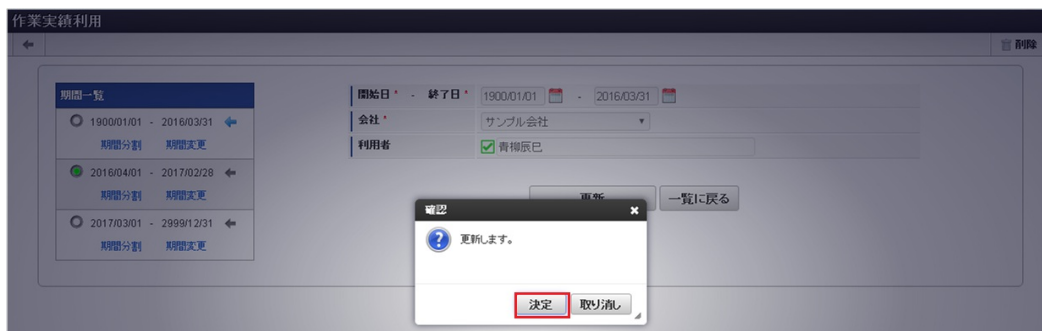 作業実績利用
削除
期間一覧
1900/01/01 - 2016/03/31
期間分割 期間変更
2016/04/01 - 2017/02/28
期間分割 期間変更
2017/03/01 - 2999/12/31
期間分割 期間変更
開始日* - 終了日* 1900/01/01 - 2016/03/31
会社* サンプル会社
利用者 青柳辰巳
更新 一覧に戻る
確認
更新します。
決定 取り消し